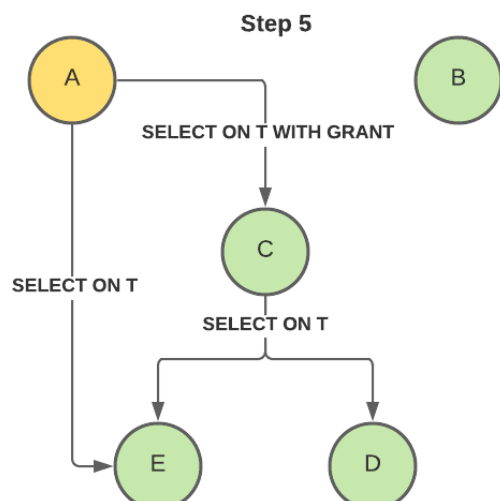 Step 5
A
B
SELECT ON T WITH GRANT
C
SELECT ON T
SELECT ON T
E
D